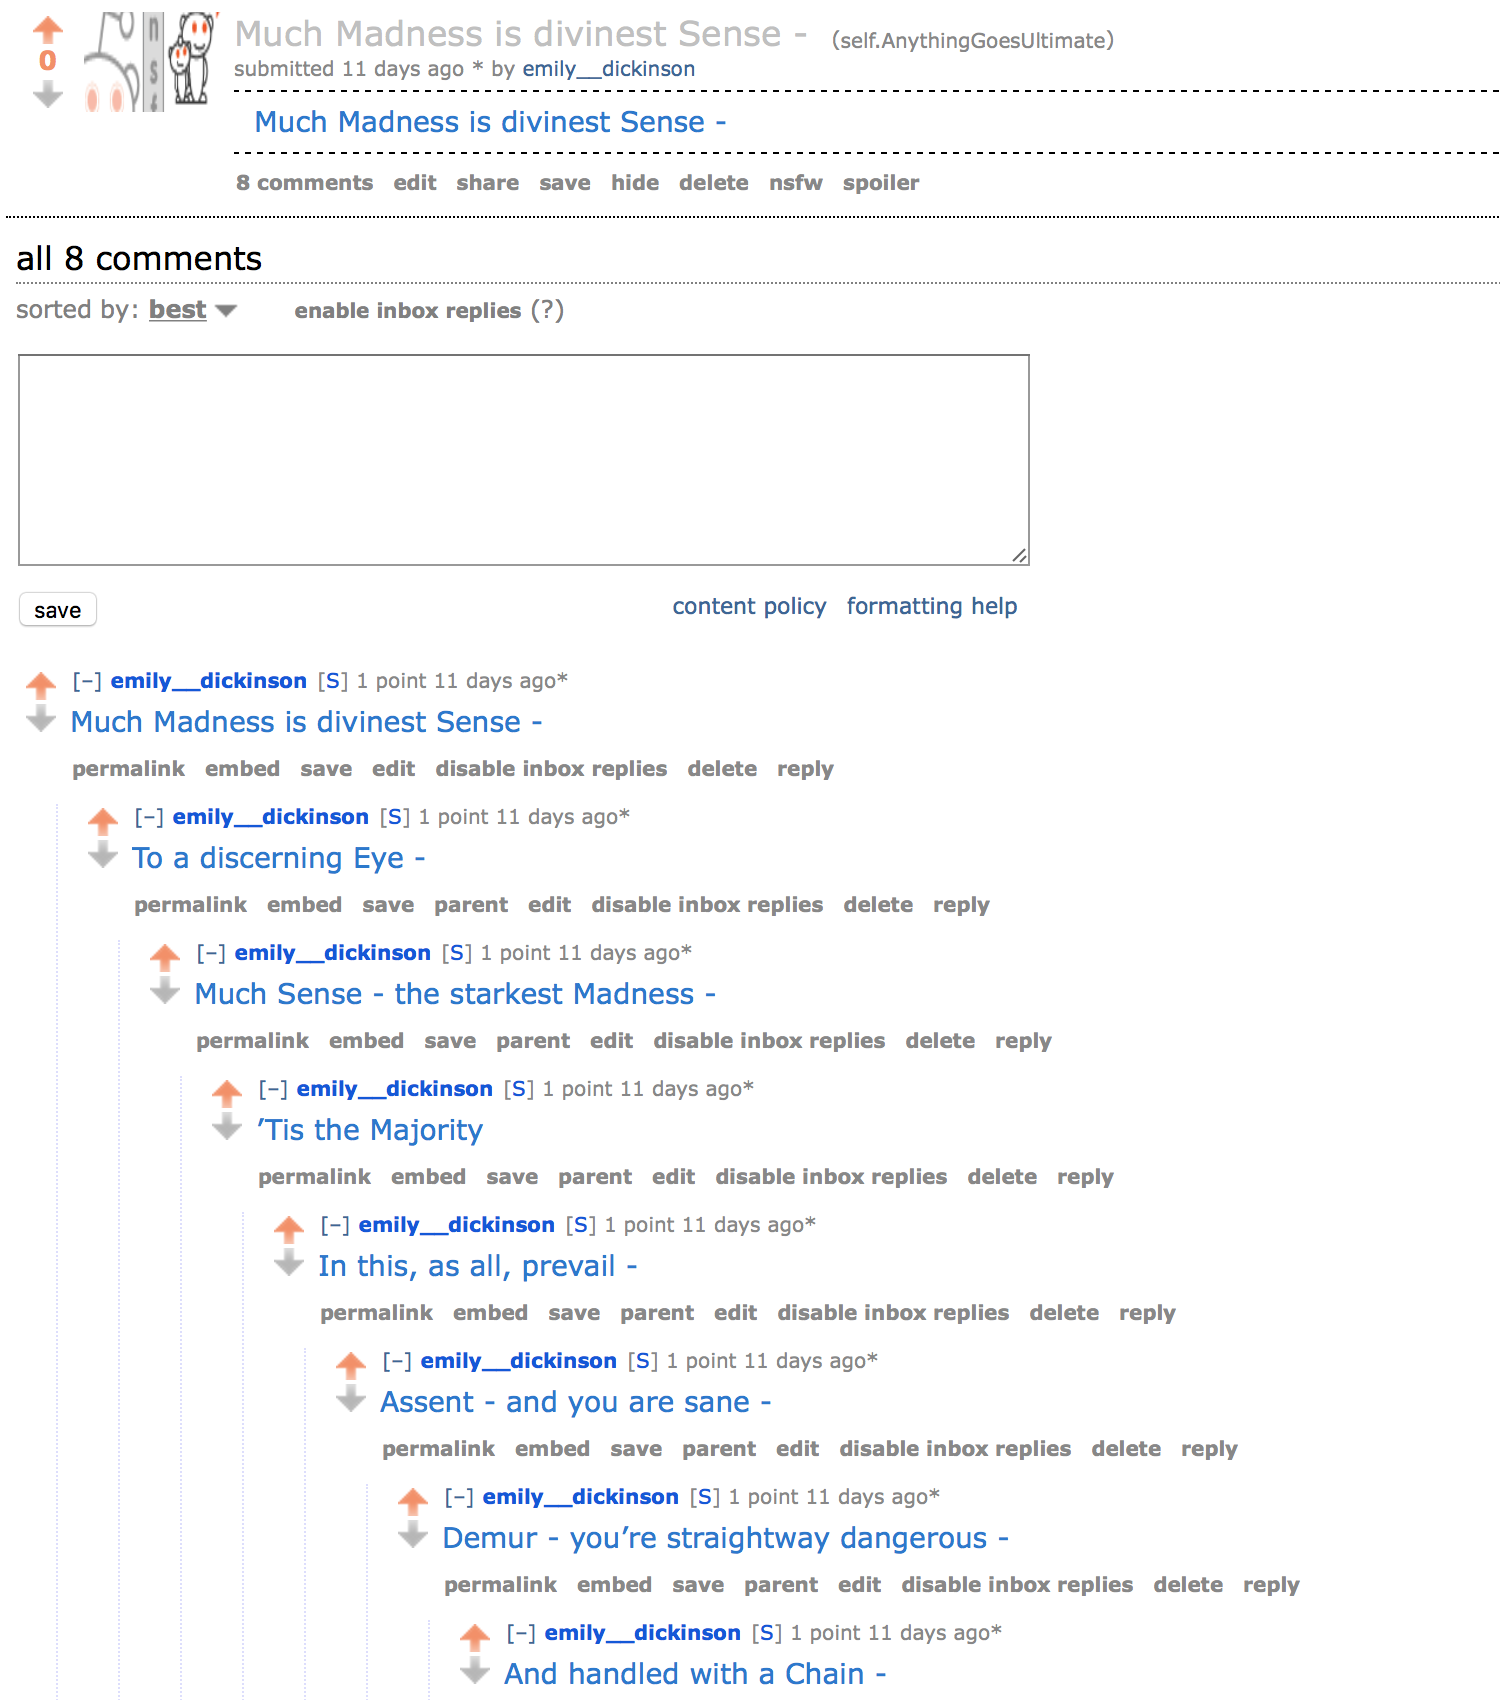 0
Much Madness is divinest Sense - (self.AnythingGoesUltimate)
submitted 11 days ago * by emily__dickinson
Much Madness is divinest Sense -
8 comments edit share save hide delete nsfw spoiler
all 8 comments
sorted by: best enable inbox replies (?)
save content policy formatting help
[–] emily__dickinson [S] 1 point 11 days ago*
Much Madness is divinest Sense -
permalink embed save edit disable inbox replies delete reply
[–] emily__dickinson [S] 1 point 11 days ago*
To a discerning Eye -
permalink embed save parent edit disable inbox replies delete reply
[–] emily__dickinson [S] 1 point 11 days ago*
Much Sense - the starkest Madness -
permalink embed save parent edit disable inbox replies delete reply
[–] emily__dickinson [S] 1 point 11 days ago*
’Tis the Majority
permalink embed save parent edit disable inbox replies delete reply
[–] emily__dickinson [S] 1 point 11 days ago*
In this, as all, prevail -
permalink embed save parent edit disable inbox replies delete reply
[–] emily__dickinson [S] 1 point 11 days ago*
Assent - and you are sane -
permalink embed save parent edit disable inbox replies delete reply
[–] emily__dickinson [S] 1 point 11 days ago*
Demur - you’re straightway dangerous -
permalink embed save parent edit disable inbox replies delete reply
[–] emily__dickinson [S] 1 point 11 days ago*
And handled with a Chain -